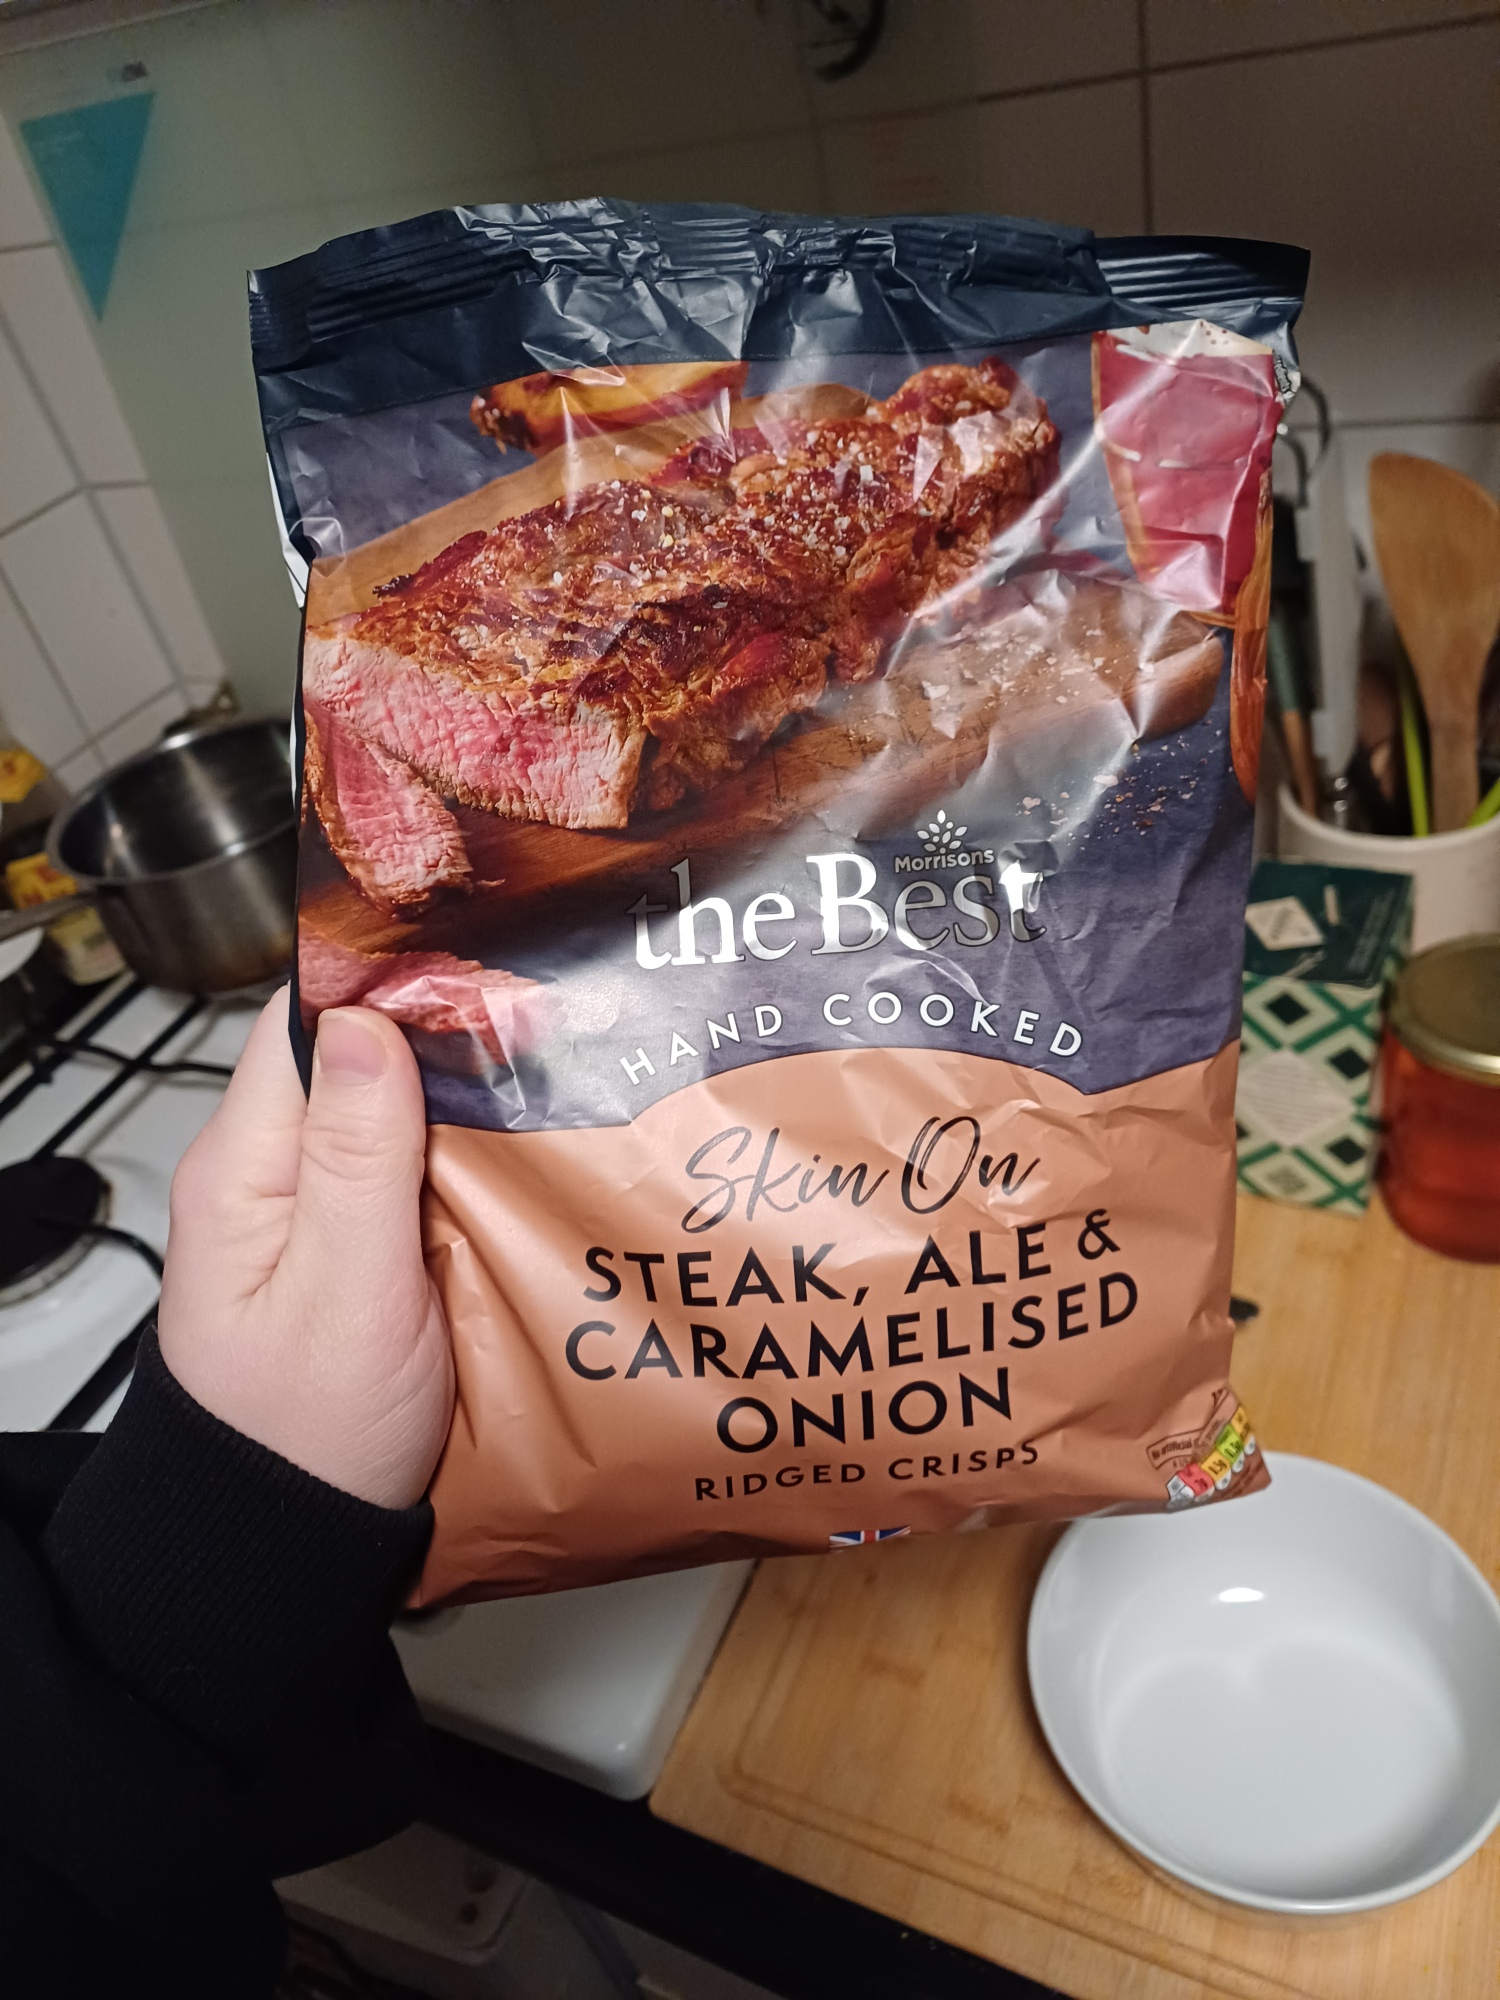 Morrisons
the Best
HAND COOKED
Skin On
STEAK, ALE &
CARAMELISED
ONION
RIDGED CRISPS